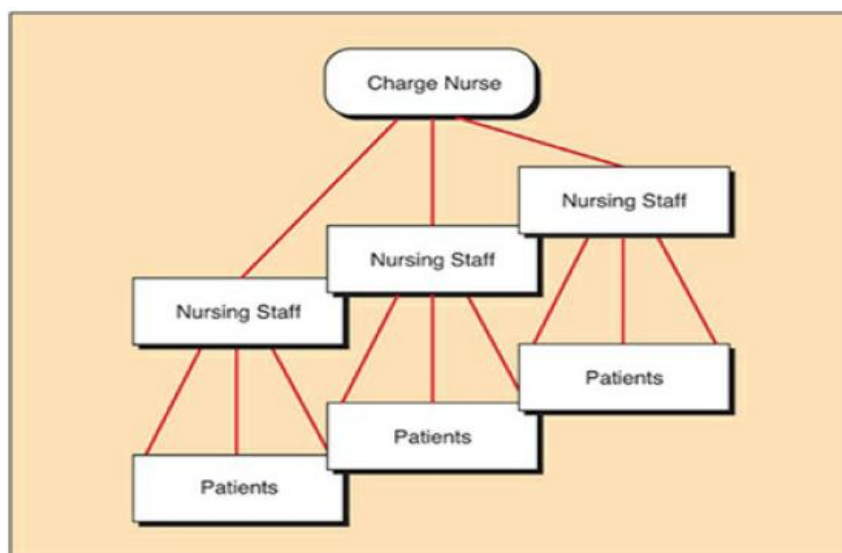 Charge Nurse
Nursing Staff
Nursing Staff
Nursing Staff
Patients
Patients
Patients